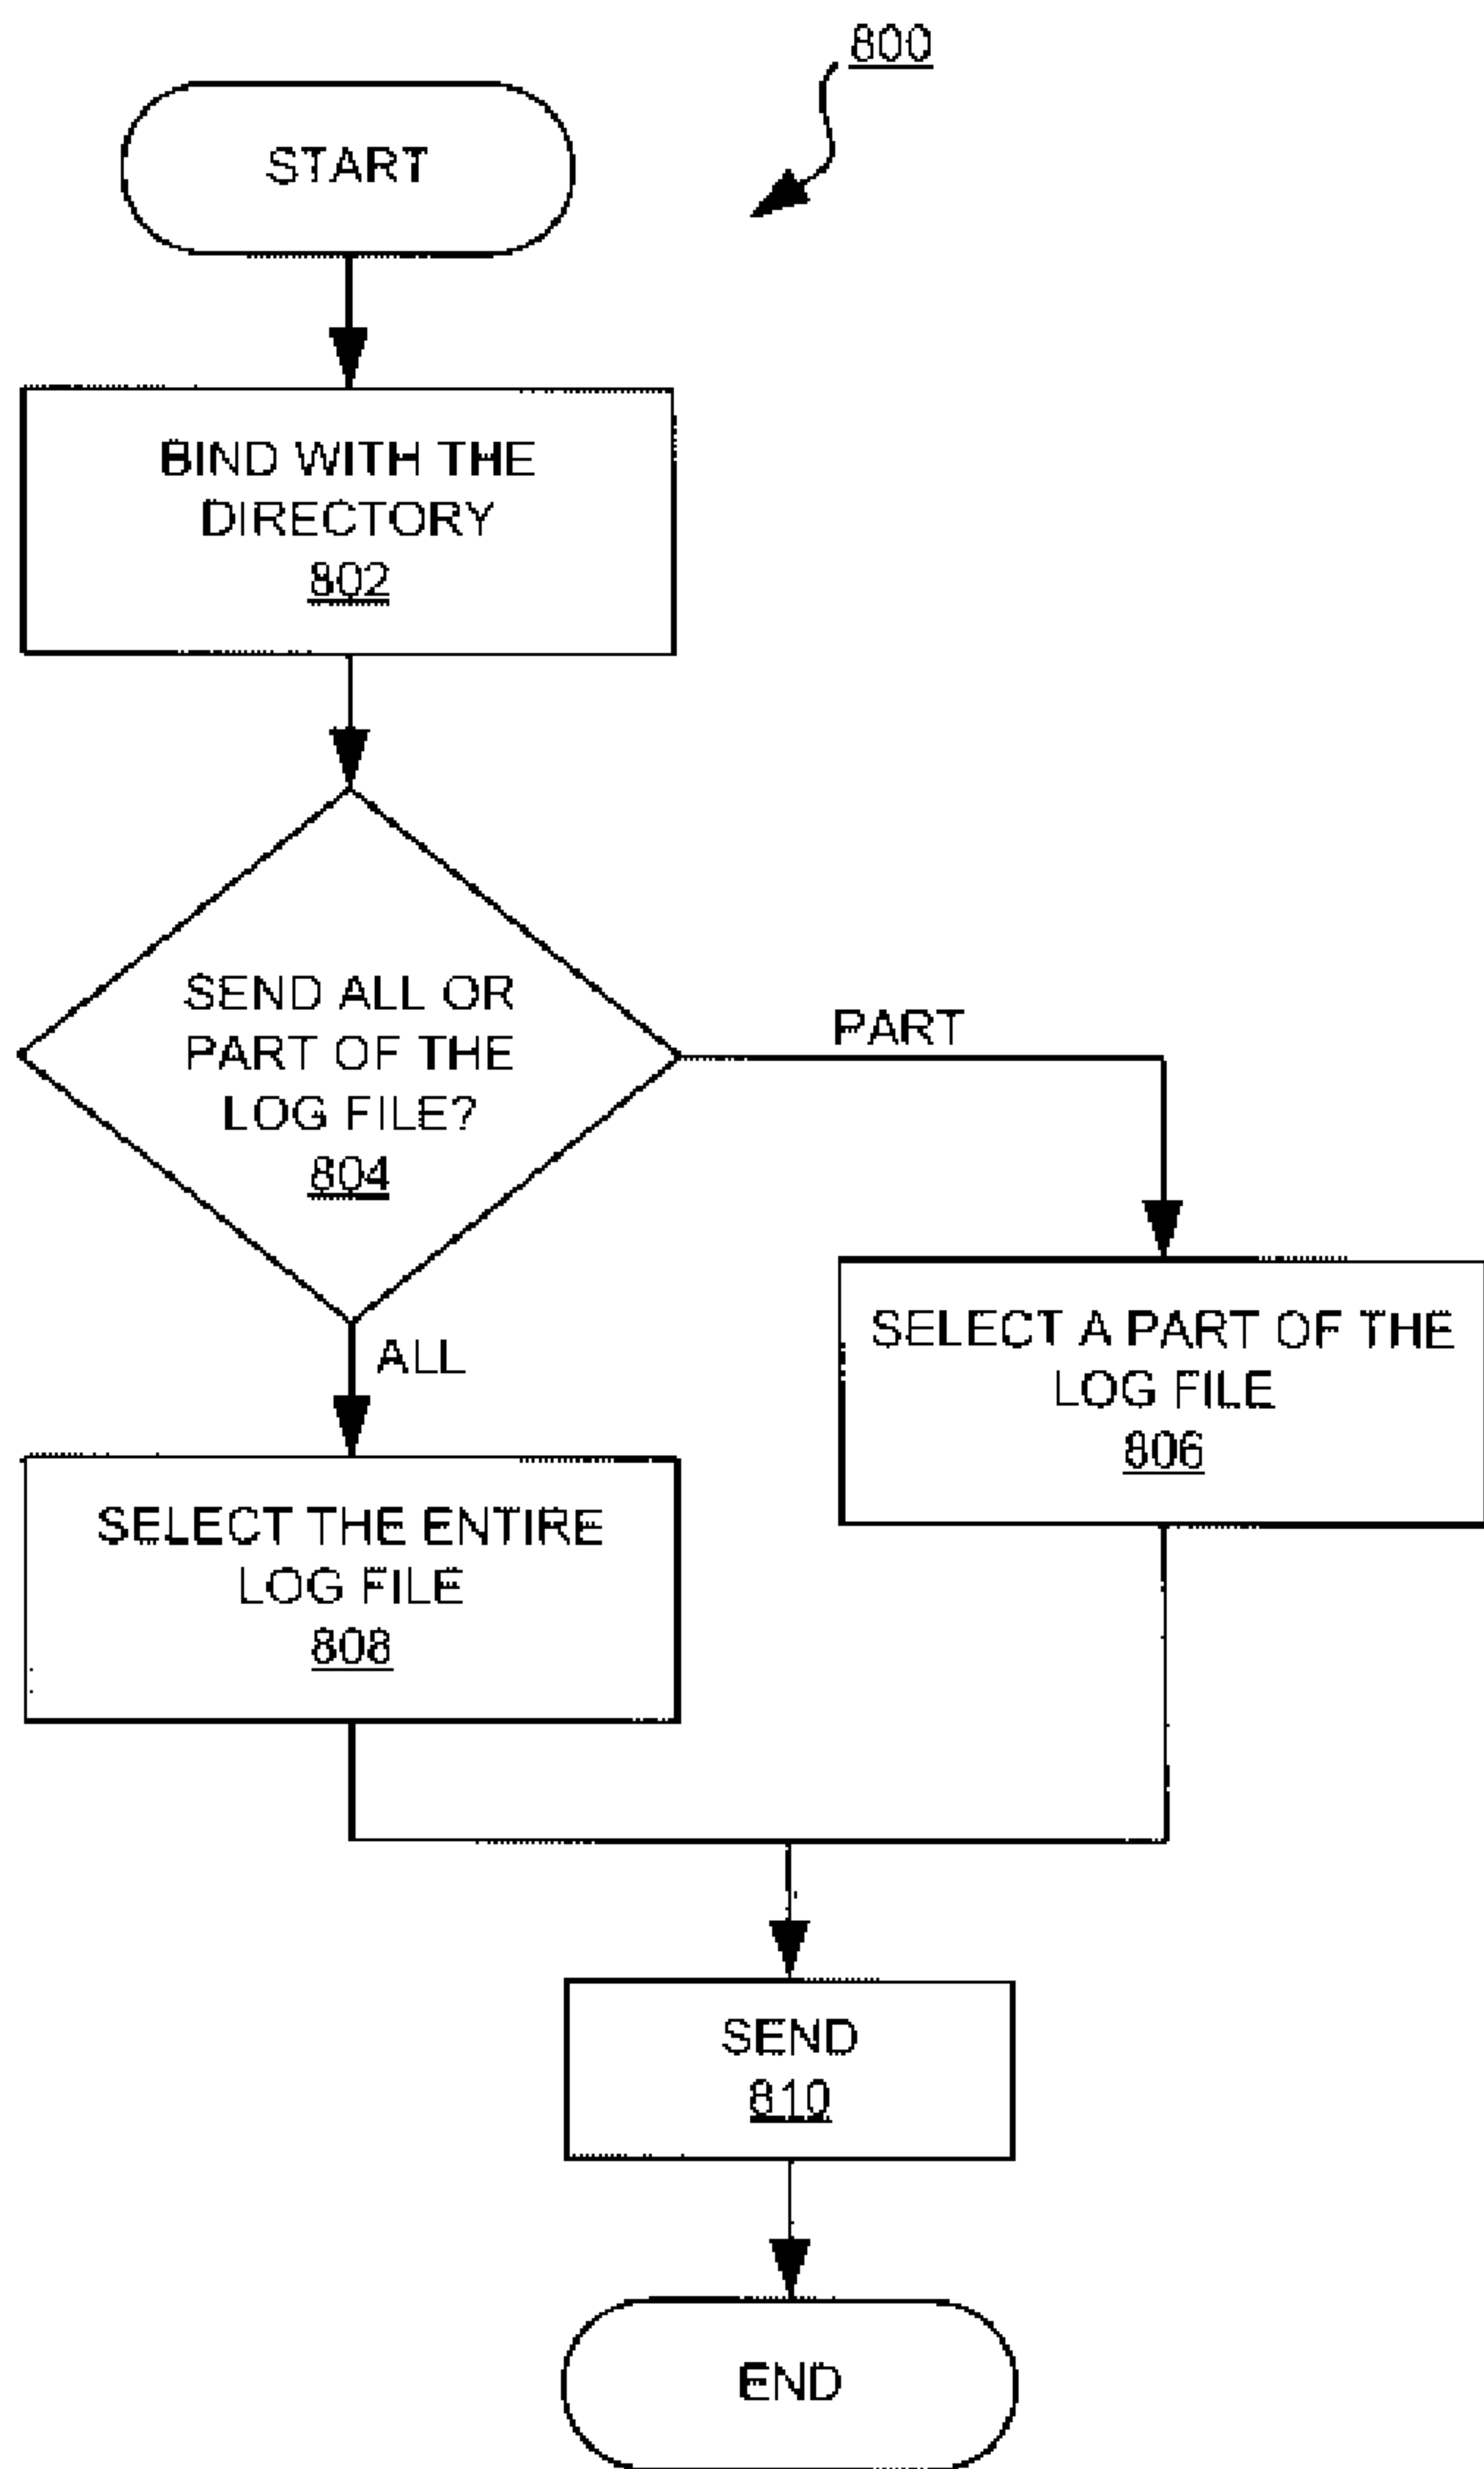 800
START
BIND WITH THE
DIRECTORY
802
SEND ALL OR
PART OF THE
LOG FILE?
804
PART
ALL
SELECT A PART OF THE
LOG FILE
806
SELECT THE ENTIRE
LOG FILE
808
SEND
810
END